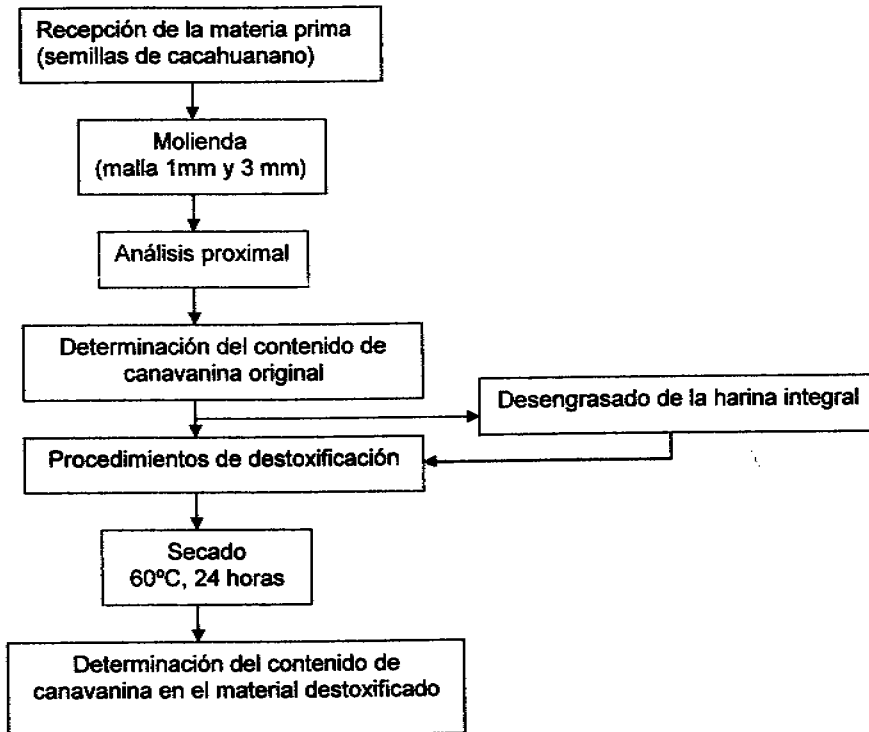 Recepción de la materia prima
(semillas de cacahuanano)
Molienda
(malla 1mm y 3 mm)
Análisis proximal
Determinación del contenido de
canavanina original
Desengrasado de la harina integral
Procedimientos de destoxificación
Secado
60ºC, 24 horas
Determinación del contenido de
canavanina en el material destoxificado